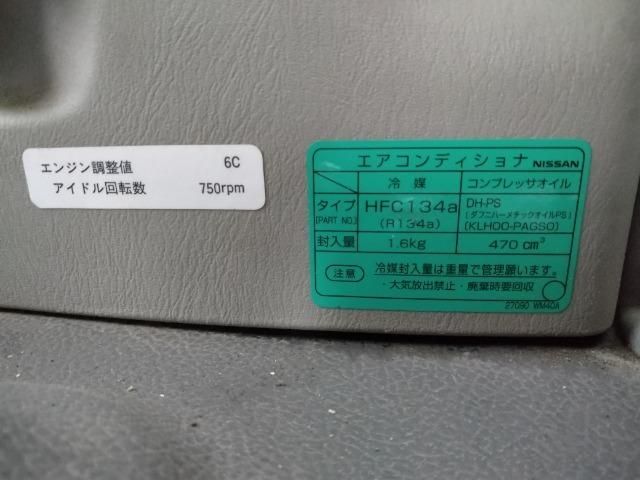 エンジン調整値 6C
アイドル回転数 750rpm
エアコンディショナ NISSAN
冷媒 コンプレッサオイル
タイプ HFC134a DH-PS
[PART NO.] (R134a) [ダフニハーメチックオイルPS]
[KLH00-PAGS0]
封入量 1.6kg 470 cm³
注意 冷媒封入量は重量で管理願います。
・大気放出禁止・廃棄時要回収
27090 WM40A